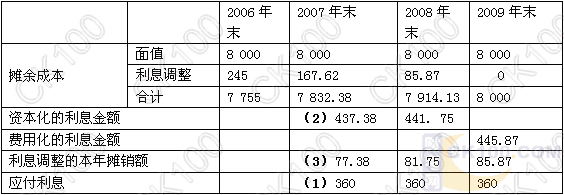 2006 年末 2007 年末 2008 年末 2009 年末
摊余成本 面值 8 000 8 000 8 000 8 000
利息调整 245 167.62 85.87 0
合计 7 755 7 832.38 7 914.13 8 000
资本化的利息金额 (2) 437.38 441. 75
费用化的利息金额 445.87
利息调整的本年摊销额 (3) 77.38 81.75 85.87
应付利息 (1) 360 360 360